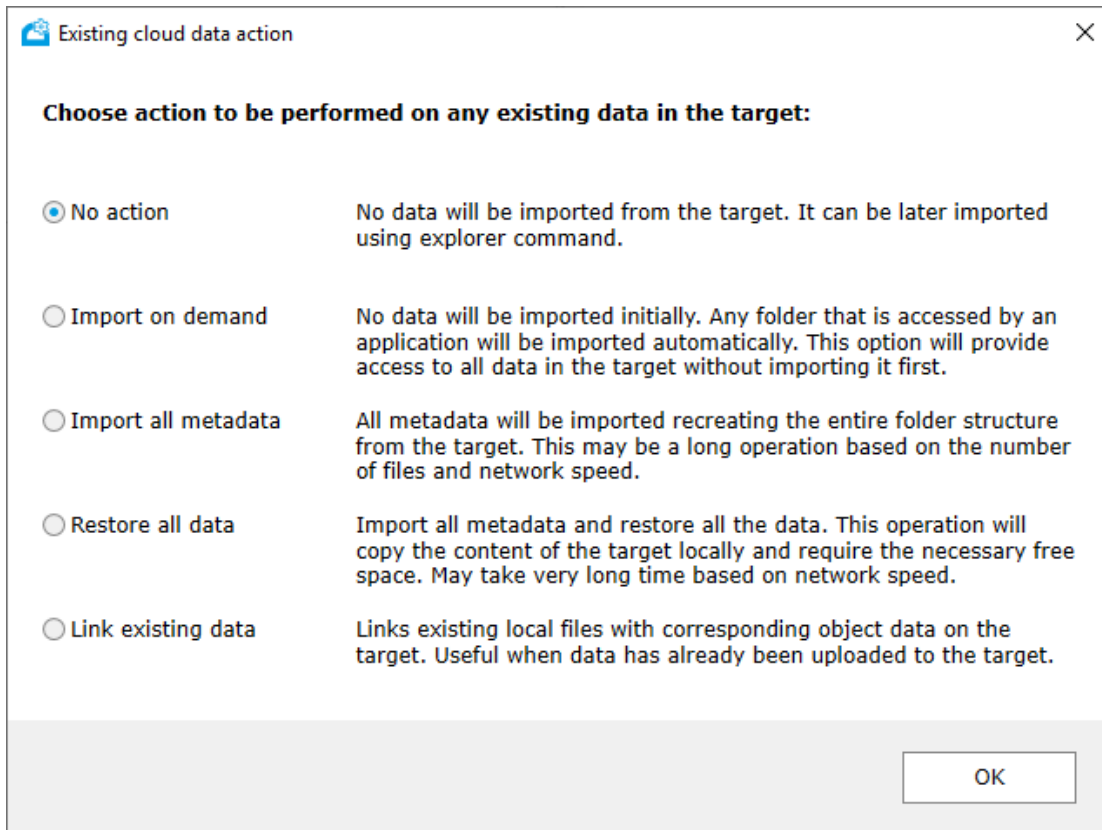 Existing cloud data action
Choose action to be performed on any existing data in the target:
No action
No data will be imported from the target. It can be later imported
using explorer command.
Import on demand
No data will be imported initially. Any folder that is accessed by an
application will be imported automatically. This option will provide
access to all data in the target without importing it first.
Import all metadata
All metadata will be imported recreating the entire folder structure
from the target. This may be a long operation based on the number
of files and network speed.
Restore all data
Import all metadata and restore all the data. This operation will
copy the content of the target locally and require the necessary free
space. May take very long time based on network speed.
Link existing data
Links existing local files with corresponding object data on the
target. Useful when data has already been uploaded to the target.
OK